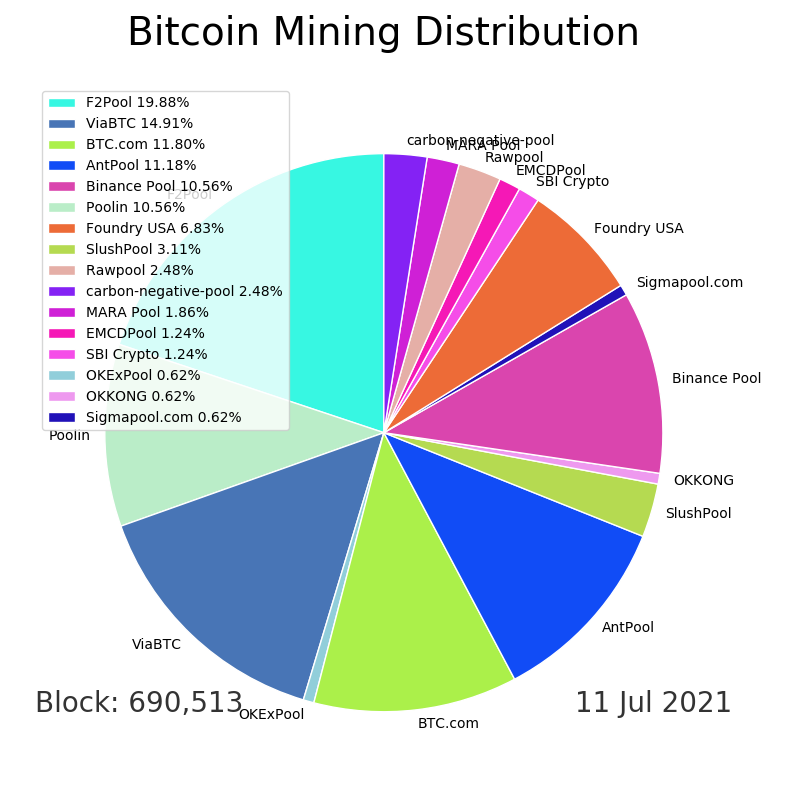 Bitcoin Mining Distribution
F2Pool 19.88%
ViaBTC 14.91%
BTC.com 11.80%
AntPool 11.18%
Binance Pool 10.56%
Poolin 10.56%
Foundry USA 6.83%
SlushPool 3.11%
Rawpool 2.48%
carbon-negative-pool 2.48%
MARA Pool 1.86%
EMCDPool 1.24%
SBI Crypto 1.24%
OKExPool 0.62%
OKKONG 0.62%
Sigmapool.com 0.62%
carbon-negative-pool
MARA Pool
Rawpool
EMCDPool
SBI Crypto
F2Pool
Foundry USA
Sigmapool.com
Binance Pool
Poolin
OKKONG
SlushPool
AntPool
ViaBTC
OKExPool
BTC.com
Block: 690,513
11 Jul 2021